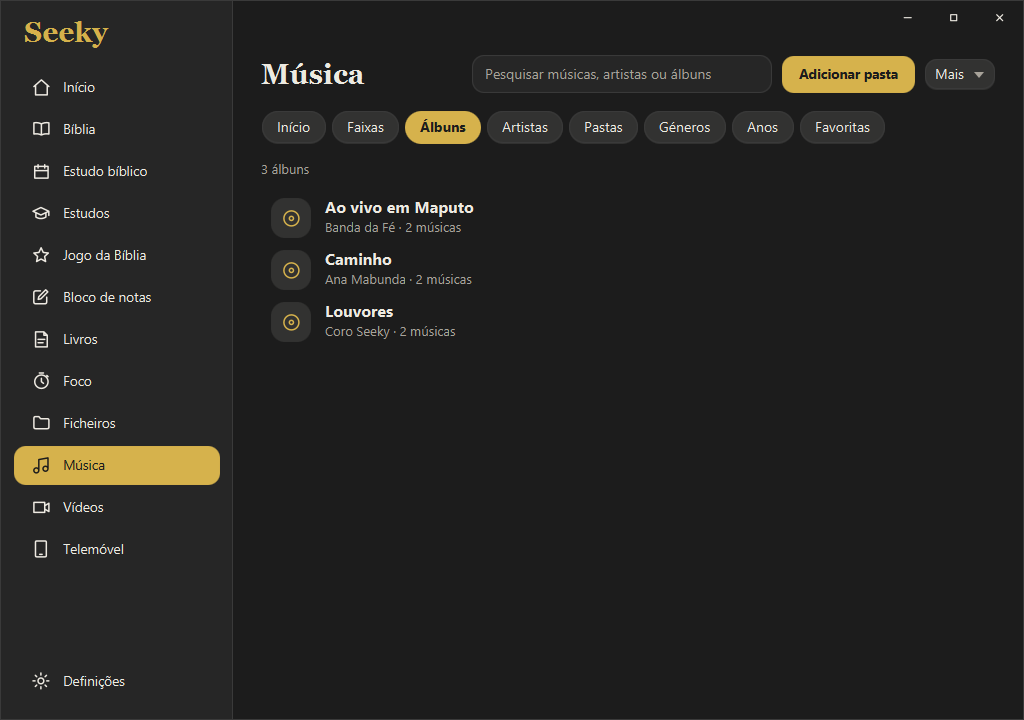 Seeky
Início
Bíblia
Estudo bíblico
Estudos
Jogo da Bíblia
Bloco de notas
Livros
Foco
Ficheiros
Música
Vídeos
Telemóvel
Definições
Música
Pesquisar músicas, artistas ou álbuns
Adicionar pasta
Mais
Início
Faixas
Álbuns
Artistas
Pastas
Géneros
Anos
Favoritas
3 álbuns
Ao vivo em Maputo
Banda da Fé · 2 músicas
Caminho
Ana Mabunda · 2 músicas
Louvores
Coro Seeky · 2 músicas